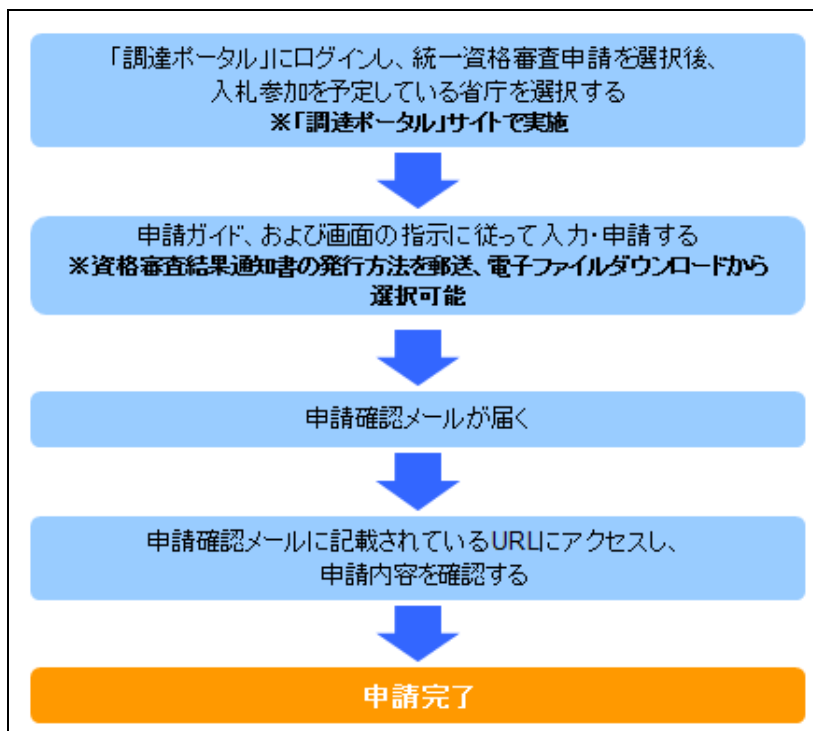 「調達ポータル」にログインし、統一資格審査申請を選択後、
入札参加を予定している省庁を選択する
※「調達ポータル」サイトで実施
申請ガイド、および画面の指示に従って入力・申請する
※資格審査結果通知書の発行方法を郵送、電子ファイルダウンロードから
選択可能
申請確認メールが届く
申請確認メールに記載されているURLにアクセスし、
申請内容を確認する
申請完了